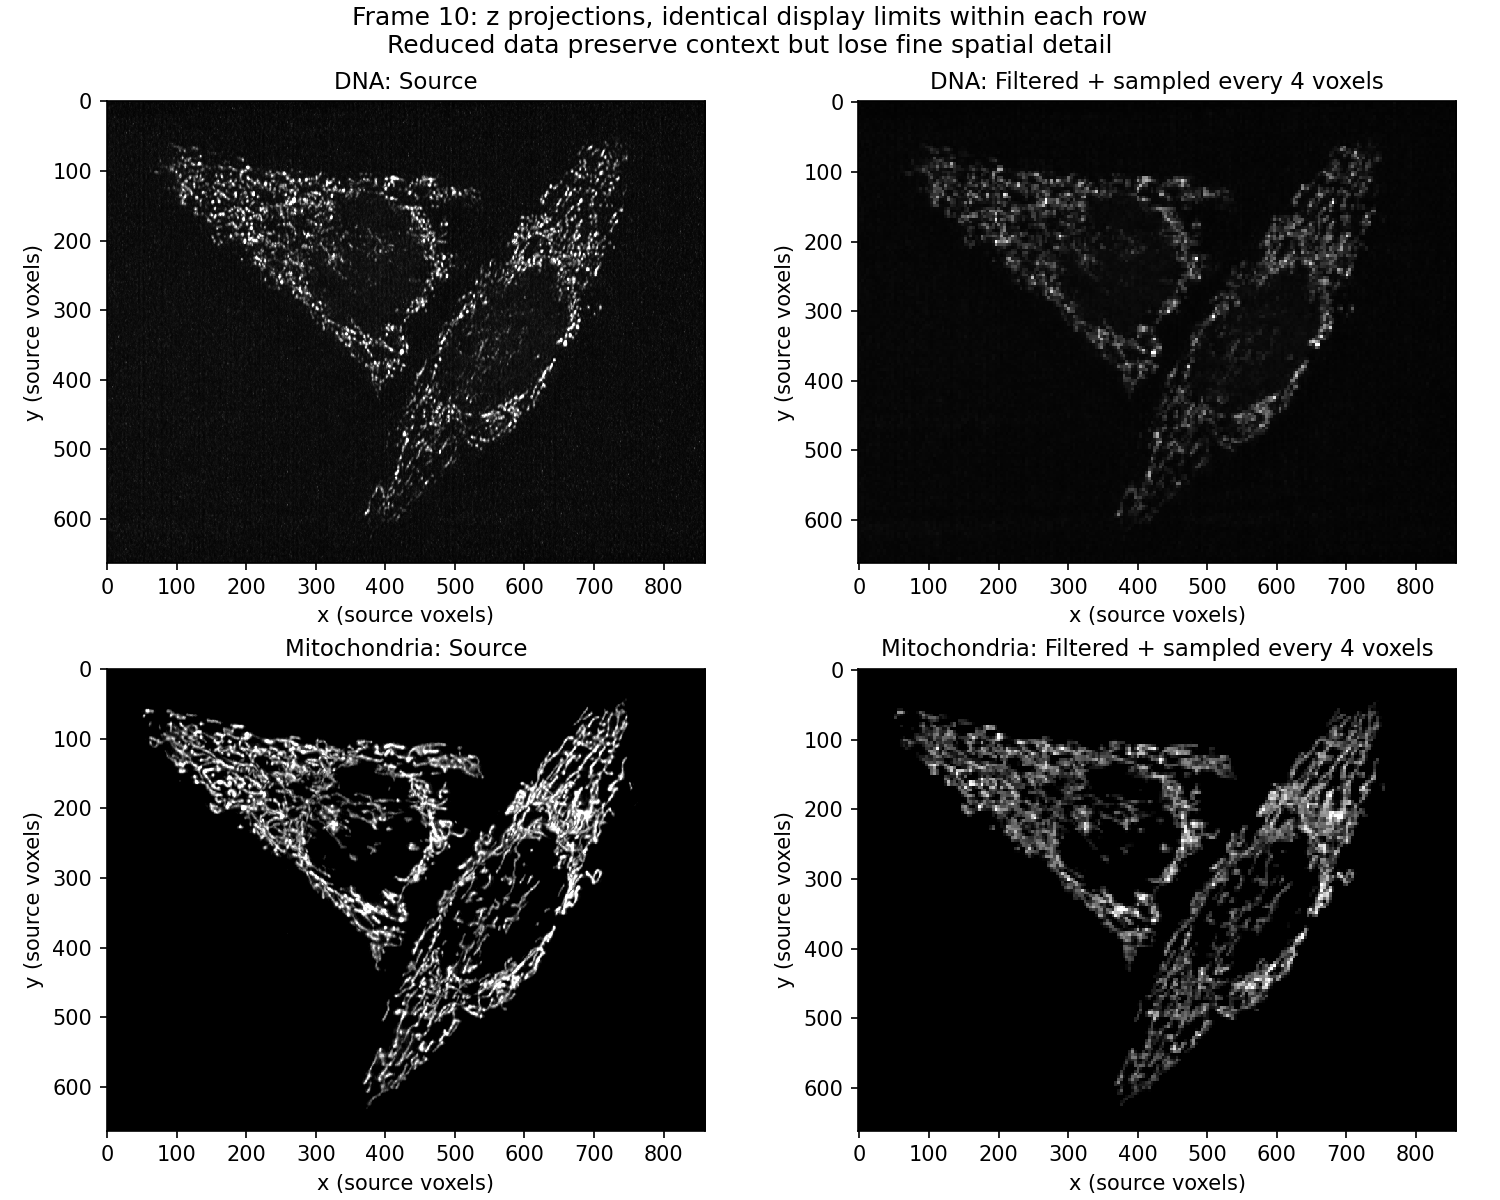 Frame 10: z projections, identical display limits within each row
Reduced data preserve context but lose fine spatial detail
DNA: Source
0
100
200
300
400
500
600
y (source voxels)
0 100 200 300 400 500 600 700 800
x (source voxels)
DNA: Filtered + sampled every 4 voxels
0
100
200
300
400
500
600
y (source voxels)
0 100 200 300 400 500 600 700 800
x (source voxels)
Mitochondria: Source
0
100
200
300
400
500
600
y (source voxels)
0 100 200 300 400 500 600 700 800
x (source voxels)
Mitochondria: Filtered + sampled every 4 voxels
0
100
200
300
400
500
600
y (source voxels)
0 100 200 300 400 500 600 700 800
x (source voxels)